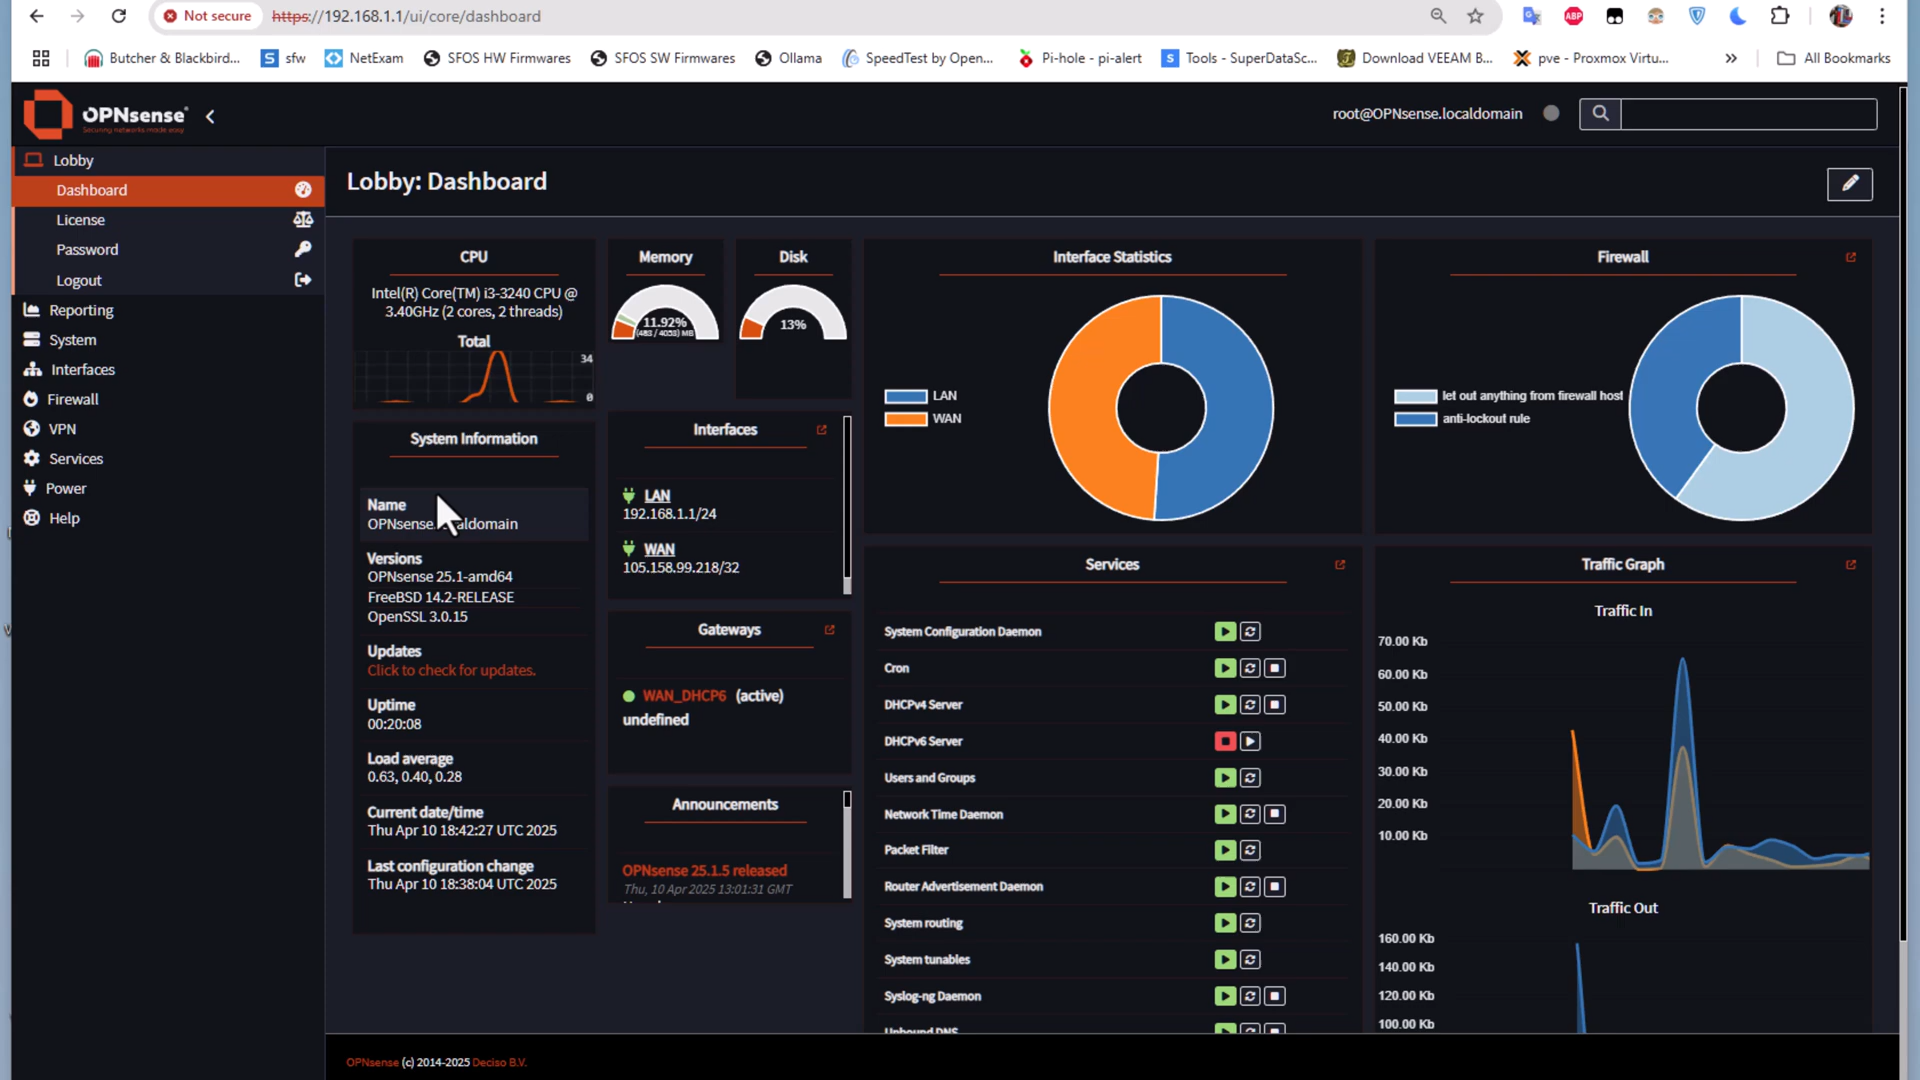 Not secure
https://192.168.1.1/ui/core/dashboard
ABP
Butcher & Blackbird...
sfw
NetExam
SFOS HW Firmwares
SFOS SW Firmwares
Ollama
SpeedTest by Open...
Pi-hole - pi-alert
Tools - SuperDataSc...
Download VEEAM B...
pve - Proxmox Virtu...
All Bookmarks
OPNsense
Securing networks made easy
root@OPNsense.localdomain
Lobby
Dashboard
License
Password
Logout
Reporting
System
Interfaces
Firewall
VPN
Services
Power
Help
Lobby: Dashboard
CPU
Intel(R) Core(TM) i3-3240 CPU @
3.40GHz (2 cores, 2 threads)
Total
34
0
Memory
11.92%
(483 / 4053) MB
Disk
13%
System Information
Name
OPNsense.localdomain
Versions
OPNsense 25.1-amd64
FreeBSD 14.2-RELEASE
OpenSSL 3.0.15
Updates
Click to check for updates.
Uptime
00:20:08
Load average
0.63, 0.40, 0.28
Current date/time
Thu Apr 10 18:42:27 UTC 2025
Last configuration change
Thu Apr 10 18:38:04 UTC 2025
Interfaces
LAN
192.168.1.1/24
WAN
105.158.99.218/32
Gateways
WAN_DHCP6 (active)
undefined
Announcements
OPNsense 25.1.5 released
Thu, 10 Apr 2025 13:01:31 GMT
Interface Statistics
LAN
WAN
Services
System Configuration Daemon
Cron
DHCPv4 Server
DHCPv6 Server
Users and Groups
Network Time Daemon
Packet Filter
Router Advertisement Daemon
System routing
System tunables
Syslog-ng Daemon
Unbound DNS
Firewall
let out anything from firewall host
anti-lockout rule
Traffic Graph
Traffic In
70.00 Kb
60.00 Kb
50.00 Kb
40.00 Kb
30.00 Kb
20.00 Kb
10.00 Kb
Traffic Out
160.00 Kb
140.00 Kb
120.00 Kb
100.00 Kb
OPNsense (c) 2014-2025 Deciso B.V.